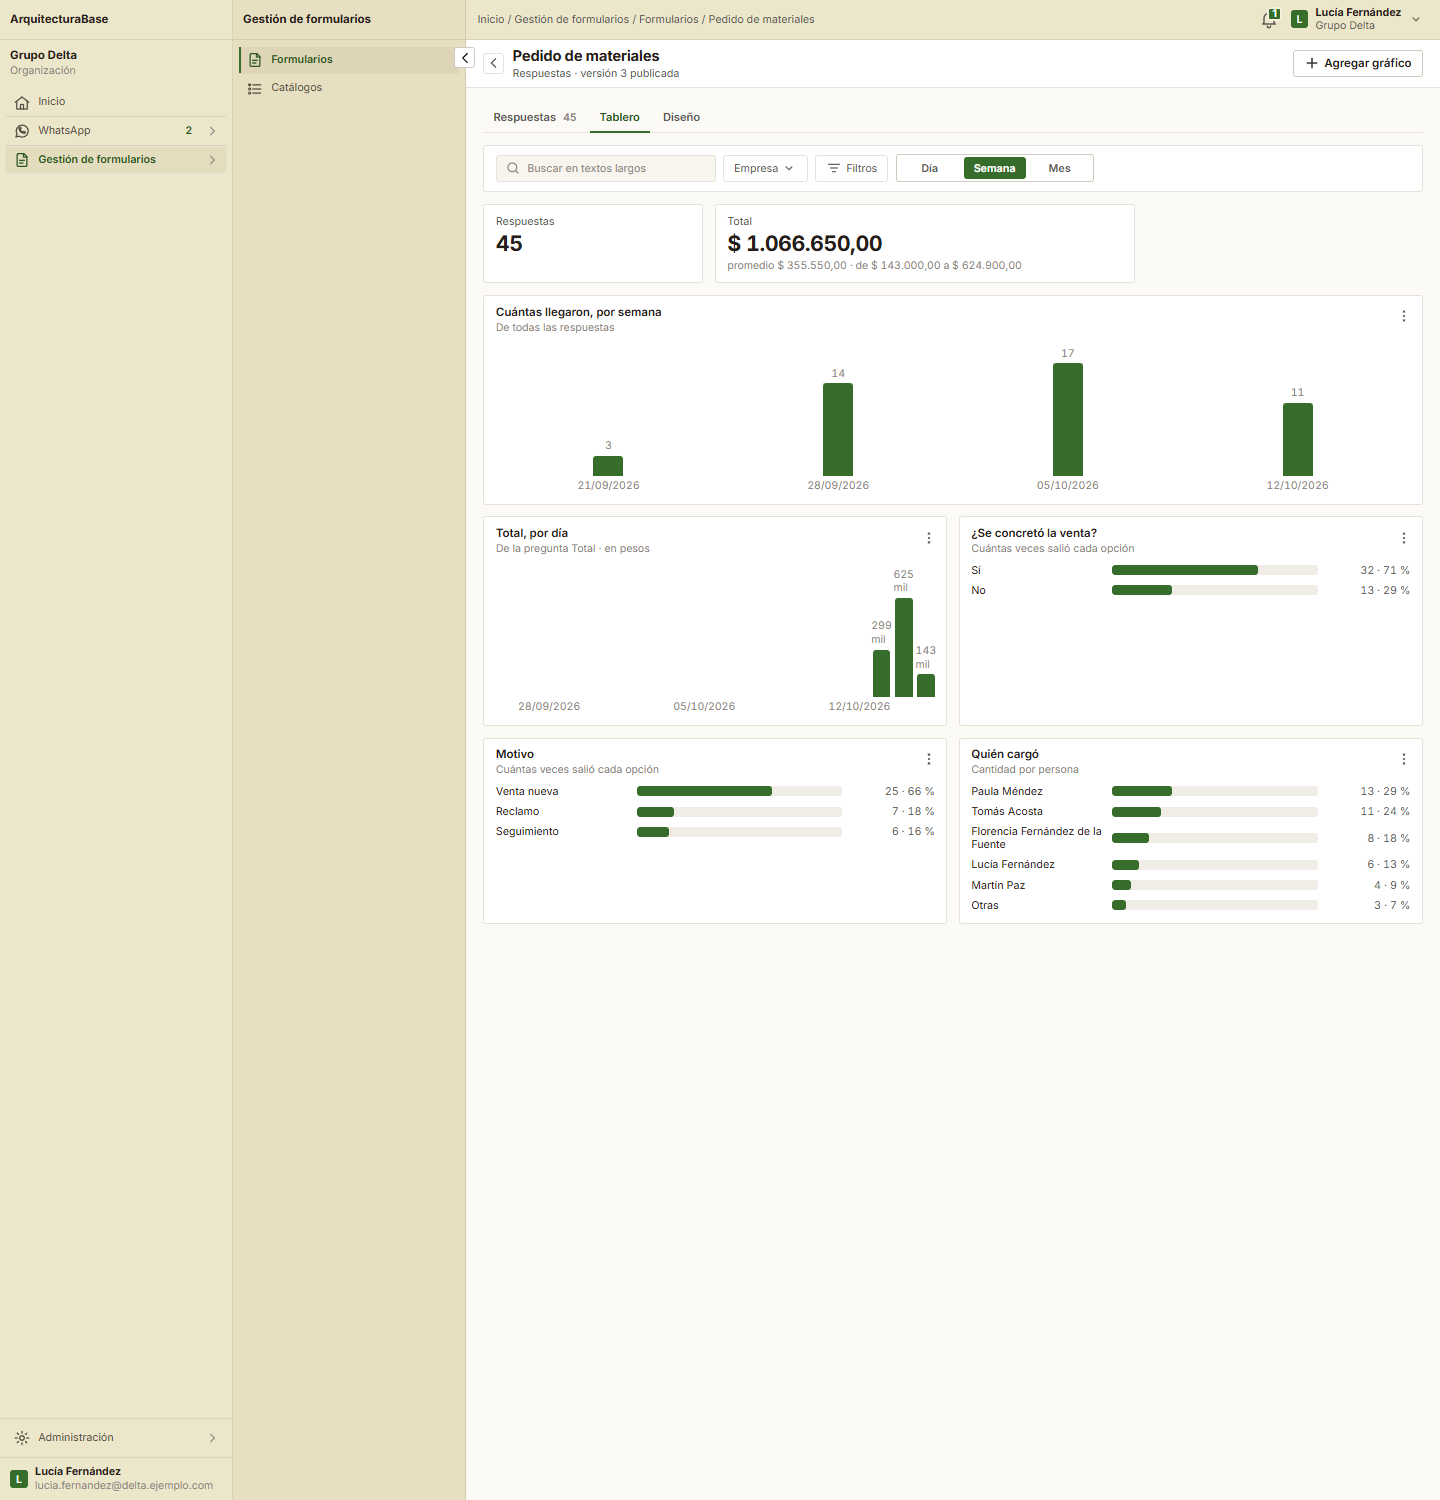 ArquitecturaBase
Grupo Delta
Organización
Inicio
WhatsApp 2
Gestión de formularios
Administración
L
Lucía Fernández
lucia.fernandez@delta.ejemplo.com
Gestión de formularios
Formularios
Catálogos
Inicio / Gestión de formularios / Formularios / Pedido de materiales
1
L
Lucía Fernández
Grupo Delta
Pedido de materiales
Respuestas · versión 3 publicada
Agregar gráfico
Respuestas 45 Tablero Diseño
Buscar en textos largos Empresa Filtros Día Semana Mes
Respuestas
45
Total
$ 1.066.650,00
promedio $ 355.550,00 · de $ 143.000,00 a $ 624.900,00
Cuántas llegaron, por semana
De todas las respuestas
3 14 17 11
21/09/2026 28/09/2026 05/10/2026 12/10/2026
Total, por día
De la pregunta Total · en pesos
299
mil
625
mil
143
mil
28/09/2026 05/10/2026 12/10/2026
¿Se concretó la venta?
Cuántas veces salió cada opción
Sí 32 · 71 %
No 13 · 29 %
Motivo
Cuántas veces salió cada opción
Venta nueva 25 · 66 %
Reclamo 7 · 18 %
Seguimiento 6 · 16 %
Quién cargó
Cantidad por persona
Paula Méndez 13 · 29 %
Tomás Acosta 11 · 24 %
Florencia Fernández de la
Fuente 8 · 18 %
Lucía Fernández 6 · 13 %
Martín Paz 4 · 9 %
Otras 3 · 7 %